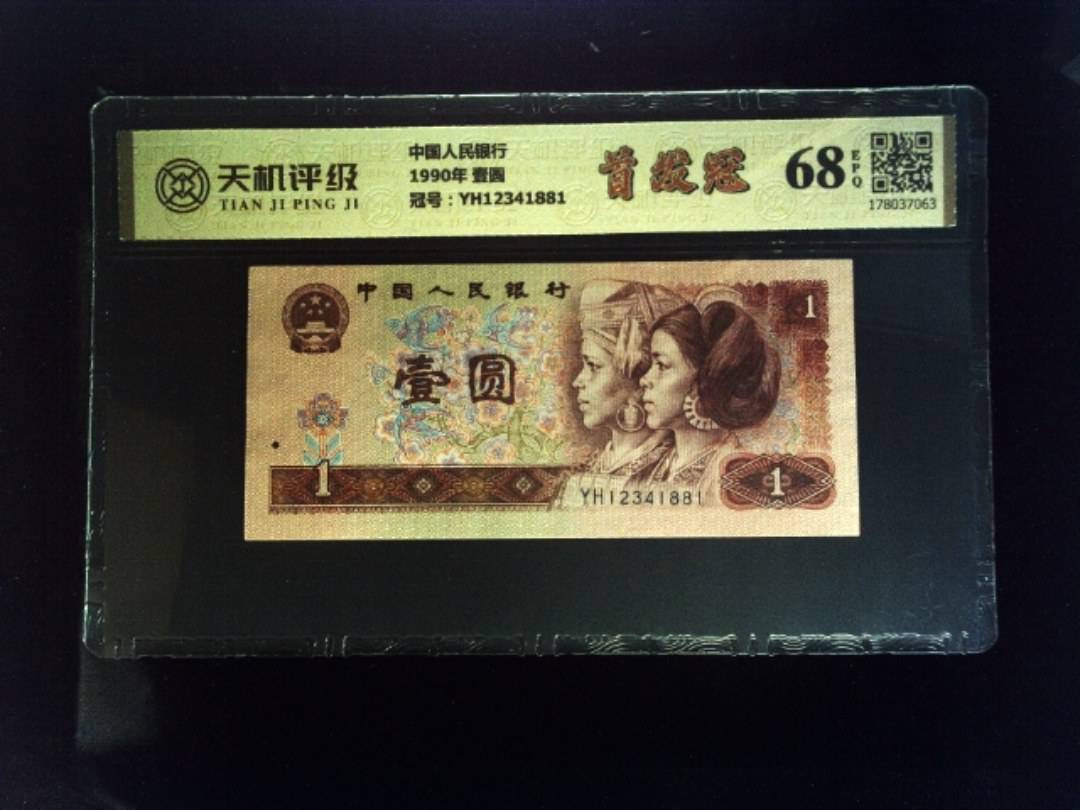 天机评级
TIAN JI PING JI
中国人民银行
1990年 壹圆
冠号：YH12341881
首发冠
68
EPQ
178037063
中国人民银行
1
壹圆
1
YH12341881
1